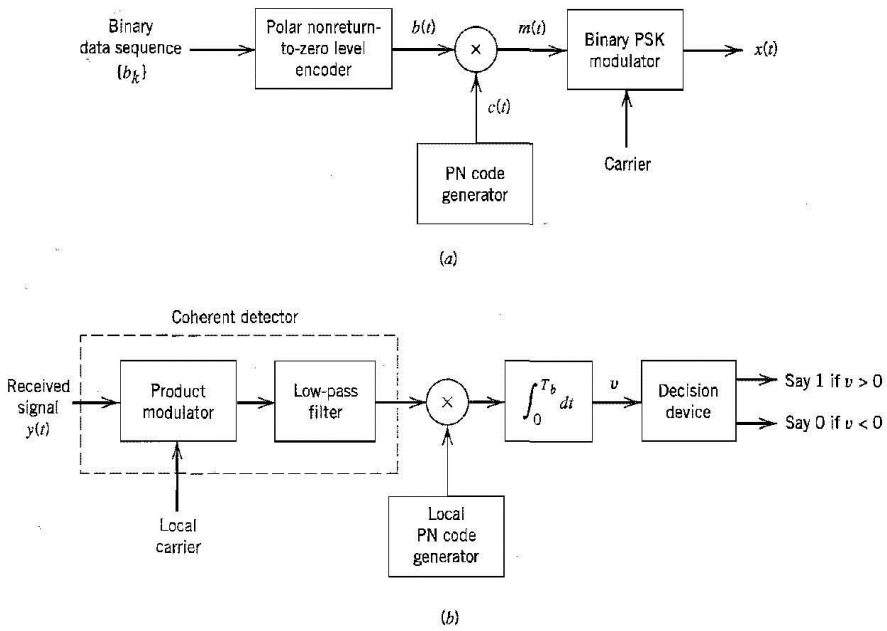 Binary
data sequence
{b_k}
Polar nonreturn-
to-zero level
encoder
b(t)
×
m(t)
Binary PSK
modulator
x(t)
c(t)
PN code
generator
Carrier
(a)
Coherent detector
Received
signal
y(t)
Product
modulator
Low-pass
filter
×
∫_0^{T_b} dt
v
Decision
device
Say 1 if v > 0
Say 0 if v < 0
Local
carrier
Local
PN code
generator
(b)